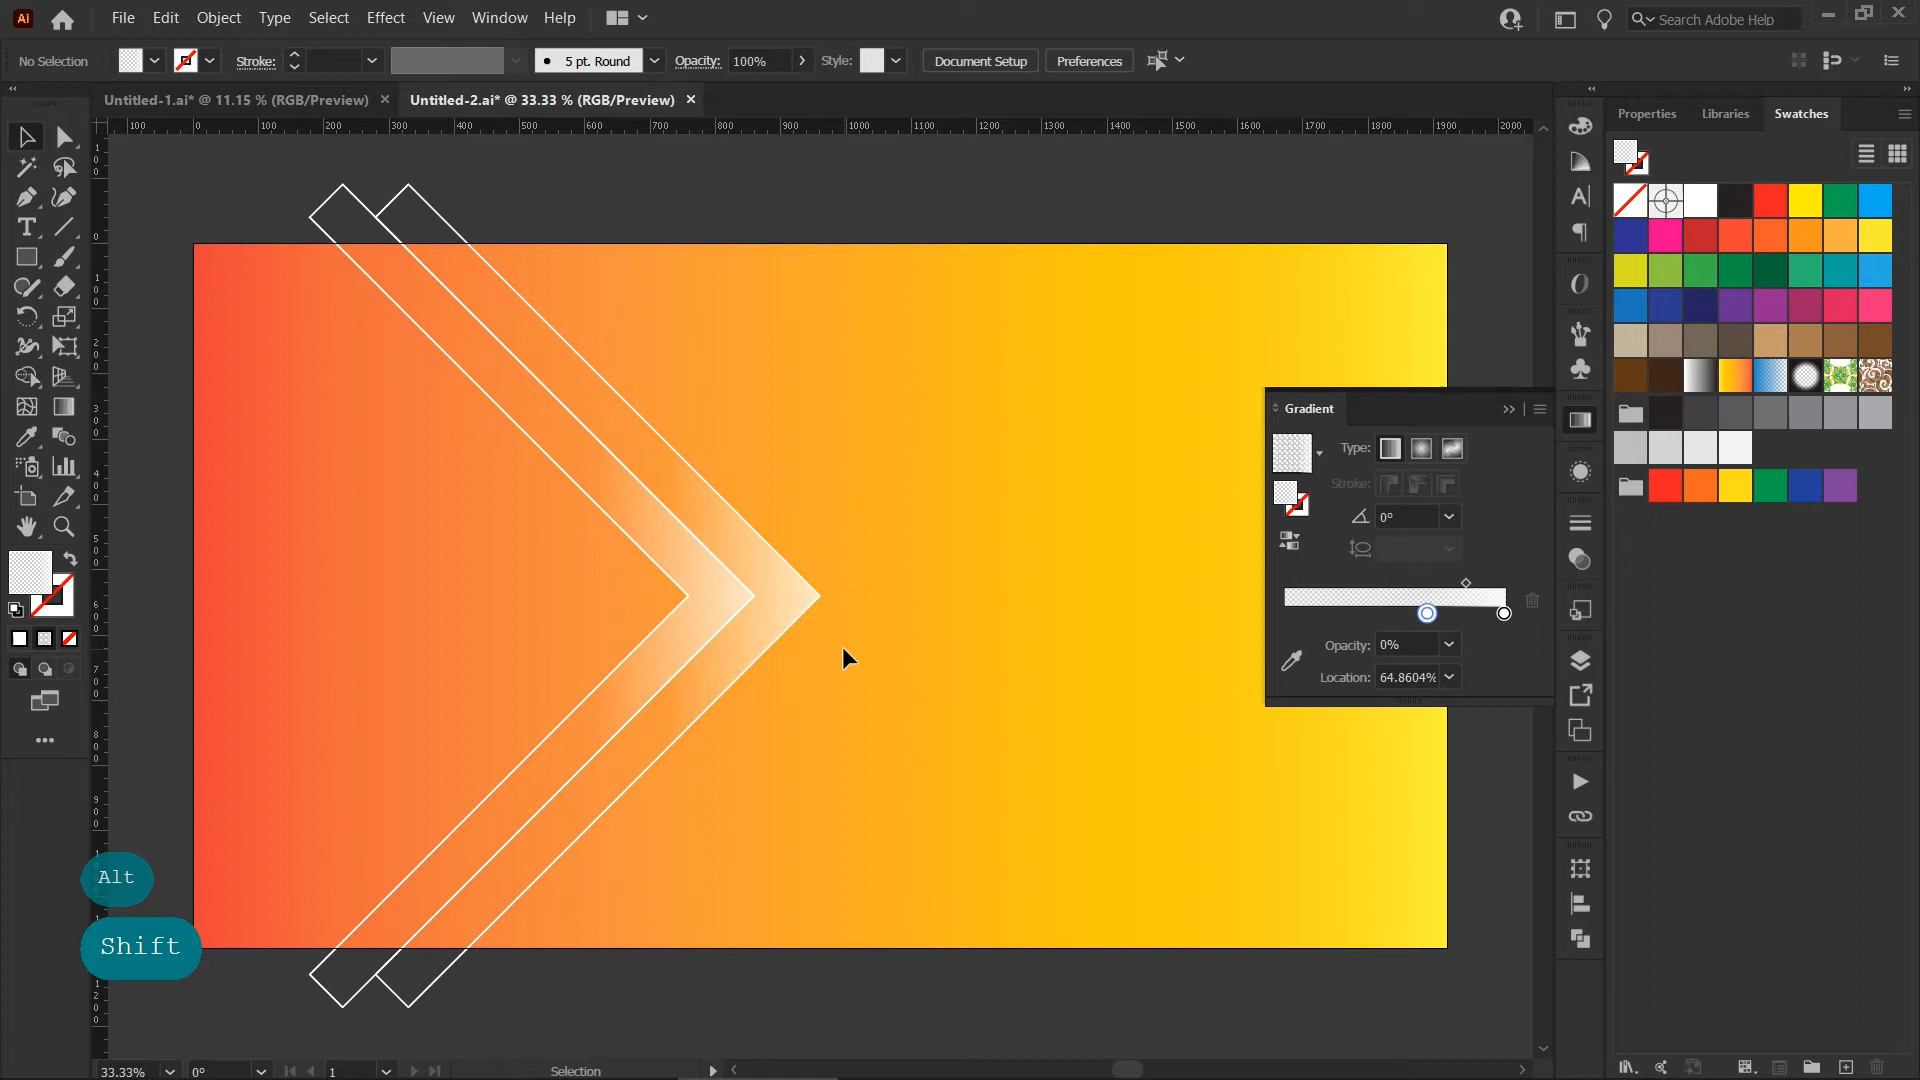 Ai File Edit Object Type Select Effect View Window Help Search Adobe Help
No Selection Stroke: 5 pt. Round Opacity: 100% Style: Document Setup Preferences
Untitled-1.ai* @ 11.15 % (RGB/Preview) Untitled-2.ai* @ 33.33 % (RGB/Preview)
Properties Libraries Swatches
100 0 100 200 300 400 500 600 700 800 900 1000 1100 1200 1300 1400 1500 1600 1700 1800 1900 2000
Gradient
Type:
Stroke:
0°
Opacity: 0%
Location: 64.8604%
Alt
Shift
33.33% 0° 1 Selection